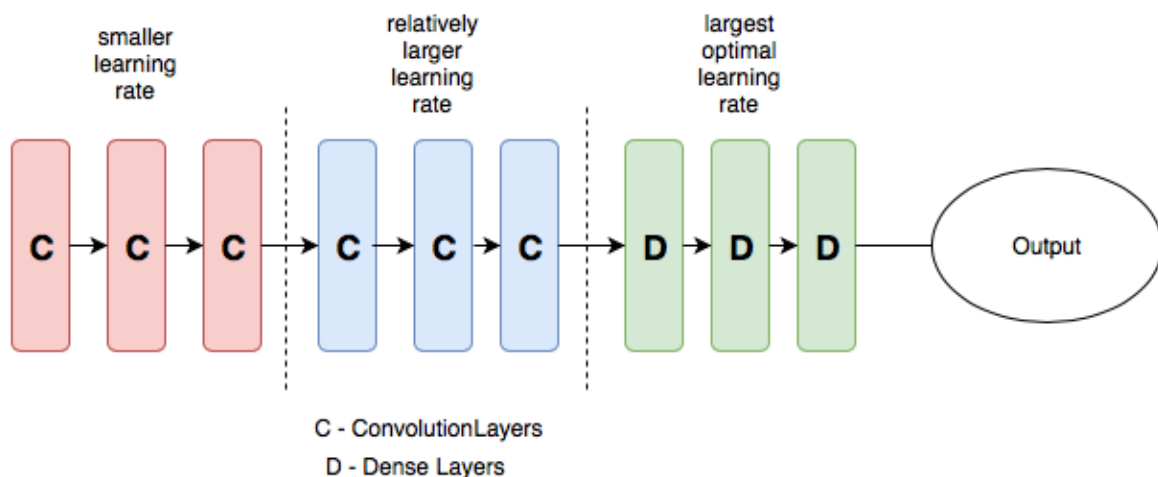 smaller
learning
rate
relatively
larger
learning
rate
largest
optimal
learning
rate
C
C
C
C
C
C
D
D
D
Output
C - ConvolutionLayers
D - Dense Layers